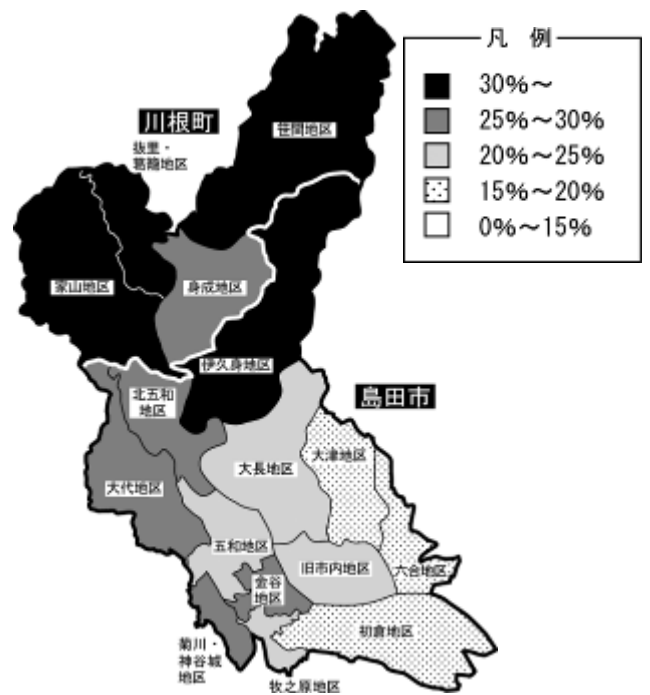 凡 例
30%～
25%～30%
20%～25%
15%～20%
0%～15%
川根町
笹間地区
抜里・
葛籠地区
家山地区
身成地区
伊久身地区
北五和
地区
島田市
大長地区
大津地区
大代地区
五和地区
旧市内地区
六合地区
金谷
地区
初倉地区
菊川・
神谷城
地区
牧之原地区